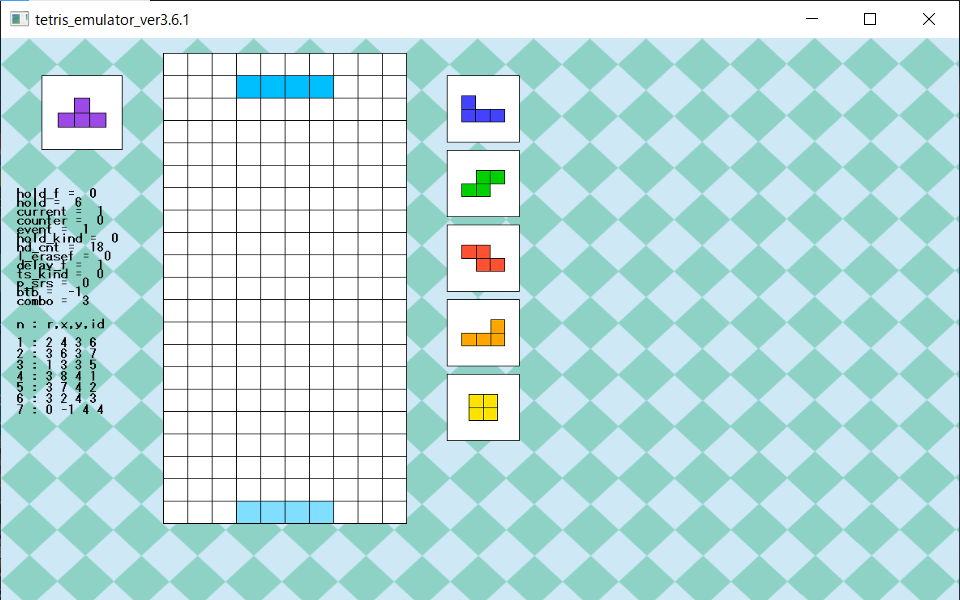 tetris_emulator_ver3.6.1
hold_f = 0
hold = 6
current = 1
counter = 0
event = 1
hold_kind = 0
hd_cnt = 18
l_erasef = 0
delay_f = 1
ts_kind = 0
p_srs = 0
btb = -1
combo = 3
n : r,x,y,id
1 : 2 4 3 6
2 : 3 6 3 7
3 : 1 3 3 5
4 : 3 8 4 1
5 : 3 7 4 2
6 : 3 2 4 3
7 : 0 -1 4 4